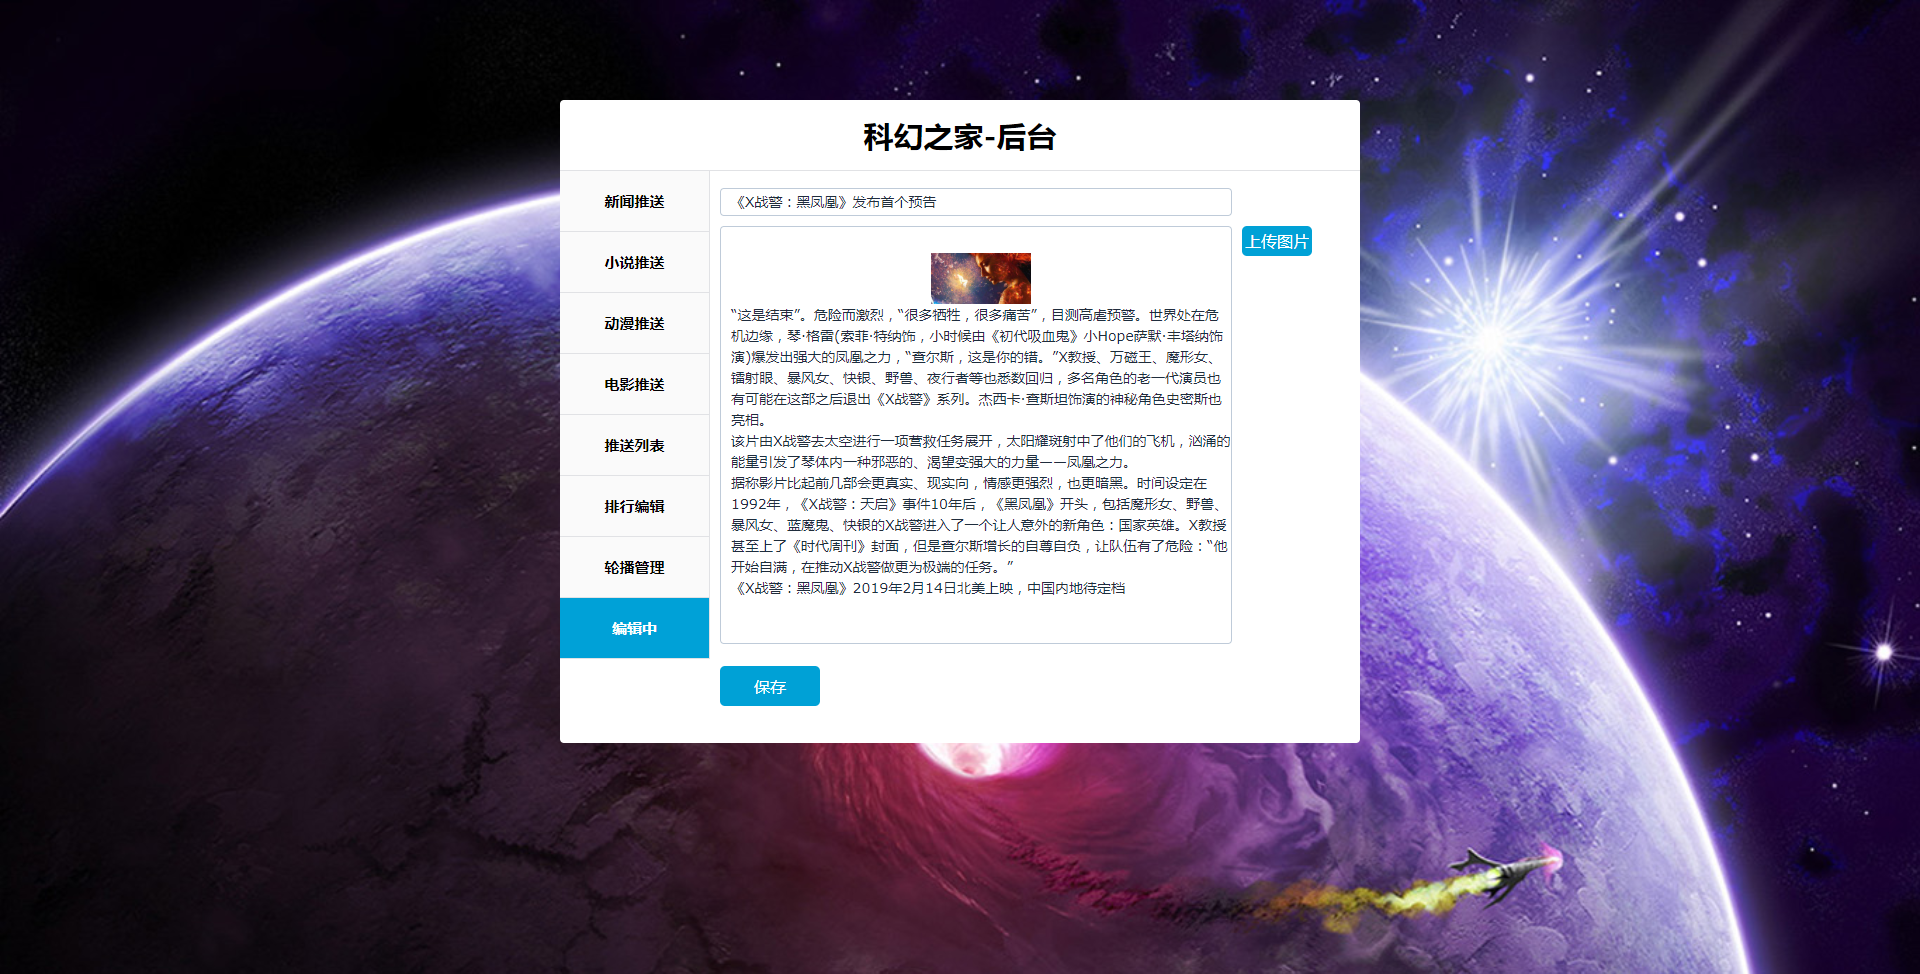 科幻之家-后台
新闻推送
小说推送
动漫推送
电影推送
推送列表
排行编辑
轮播管理
编辑中
《X战警：黑凤凰》发布首个预告
上传图片
“这是结束”。危险而激烈，“很多牺牲，很多痛苦”，目测高虐预警。世界处在危
机边缘，琴·格雷(索菲·特纳饰，小时候由《初代吸血鬼》小Hope萨默·丰塔纳饰
演)爆发出强大的凤凰之力，“查尔斯，这是你的错。”X教授、万磁王、魔形女、
镭射眼、暴风女、快银、野兽、夜行者等也悉数回归，多名角色的老一代演员也
有可能在这部之后退出《X战警》系列。杰西卡·查斯坦饰演的神秘角色史密斯也
亮相。
该片由X战警去太空进行一项营救任务展开，太阳耀斑射中了他们的飞机，汹涌的
能量引发了琴体内一种邪恶的、渴望变强大的力量——凤凰之力。
据称影片比起前几部会更真实、现实向，情感更强烈，也更暗黑。时间设定在
1992年，《X战警：天启》事件10年后，《黑凤凰》开头，包括魔形女、野兽、
暴风女、蓝魔鬼、快银的X战警进入了一个让人意外的新角色：国家英雄。X教授
甚至上了《时代周刊》封面，但是查尔斯增长的自尊自负，让队伍有了危险：“他
开始自满，在推动X战警做更为极端的任务。”
《X战警：黑凤凰》2019年2月14日北美上映，中国内地待定档
保存